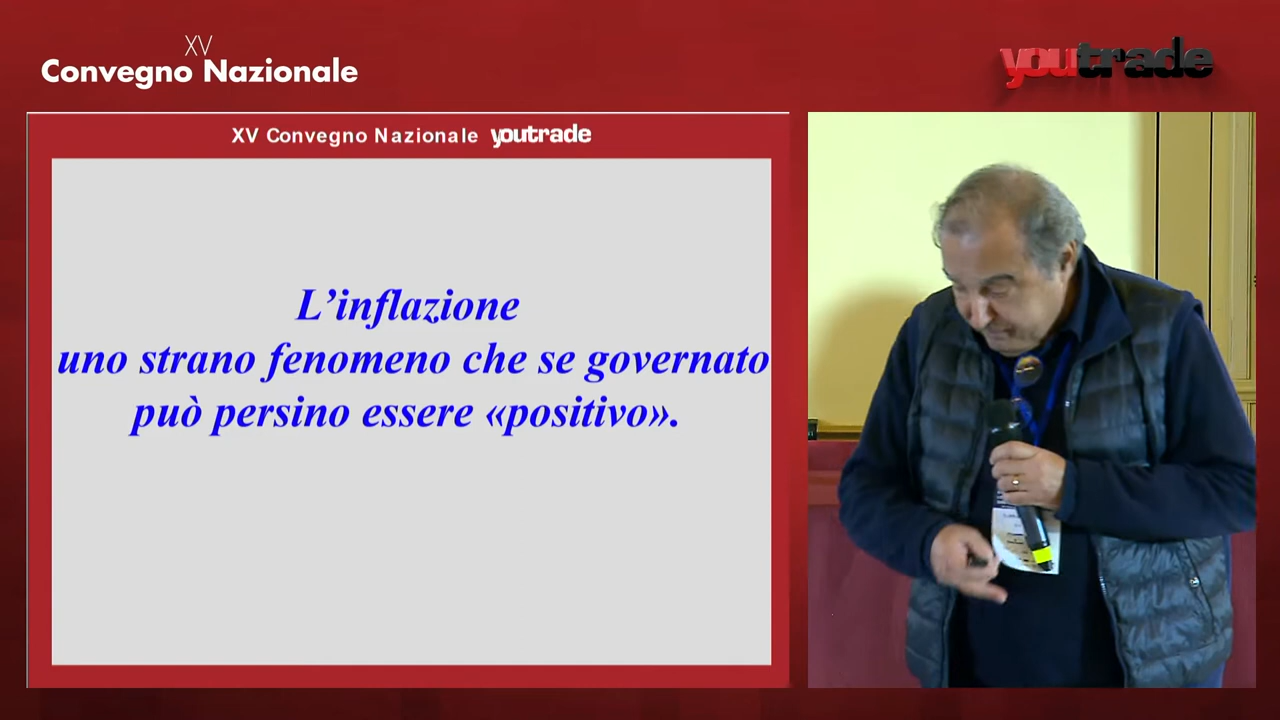 XV
Convegno Nazionale
youtrade
XV Convegno Nazionale youtrade
L’inflazione
uno strano fenomeno che se governato
può persino essere «positivo».